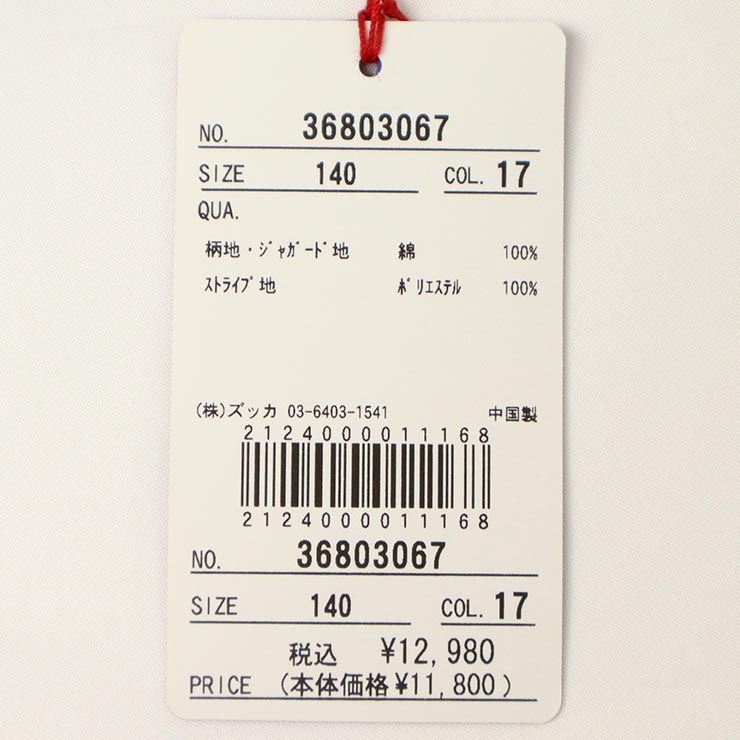 NO. 36803067
SIZE 140 COL. 17
QUA.
柄地・ｼﾞｬｶﾞｰﾄﾞ地 綿 100%
ｽﾄﾗｲﾌﾟ地 ﾎﾟﾘｴｽﾃﾙ 100%
(株)ズッカ 03-6403-1541 中国製
2124000011168
2124000011168
NO. 36803067
SIZE 140 COL. 17
税込 ¥12,980
PRICE (本体価格¥11,800)